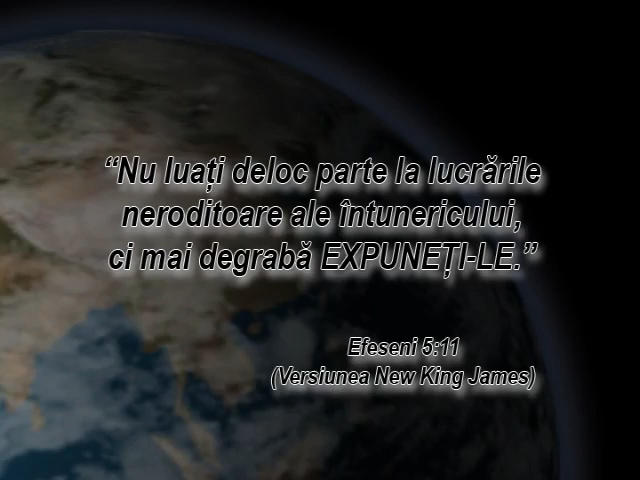 “Nu luați deloc parte la lucrările
neroditoare ale întunericului,
ci mai degrabă EXPUNEȚI-LE.”
Efeseni 5:11
(Versiunea New King James)